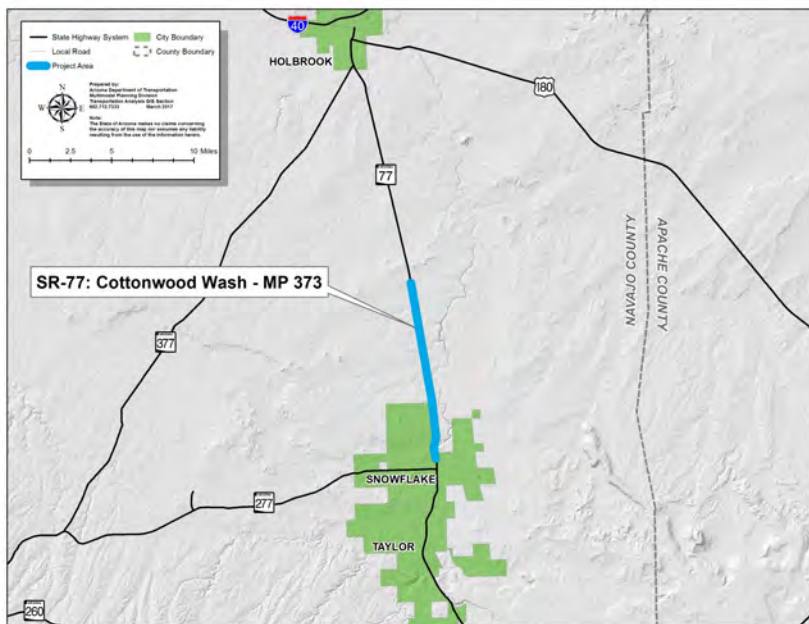 State Highway System
City Boundary
Local Road
County Boundary
Project Area
Prepared by:
Arizona Department of Transportation
Multimodal Planning Division
Transportation Analysis GIS Section
602.712.7333 March 2017
Note:
The State of Arizona makes no claims concerning
the accuracy of this map nor assumes any liability
resulting from the use of the information herein.
N
W E
S
0 2.5 5 10 Miles
40
HOLBROOK
180
77
NAVAJO COUNTY
APACHE COUNTY
SR-77: Cottonwood Wash - MP 373
377
SNOWFLAKE
277
TAYLOR
260